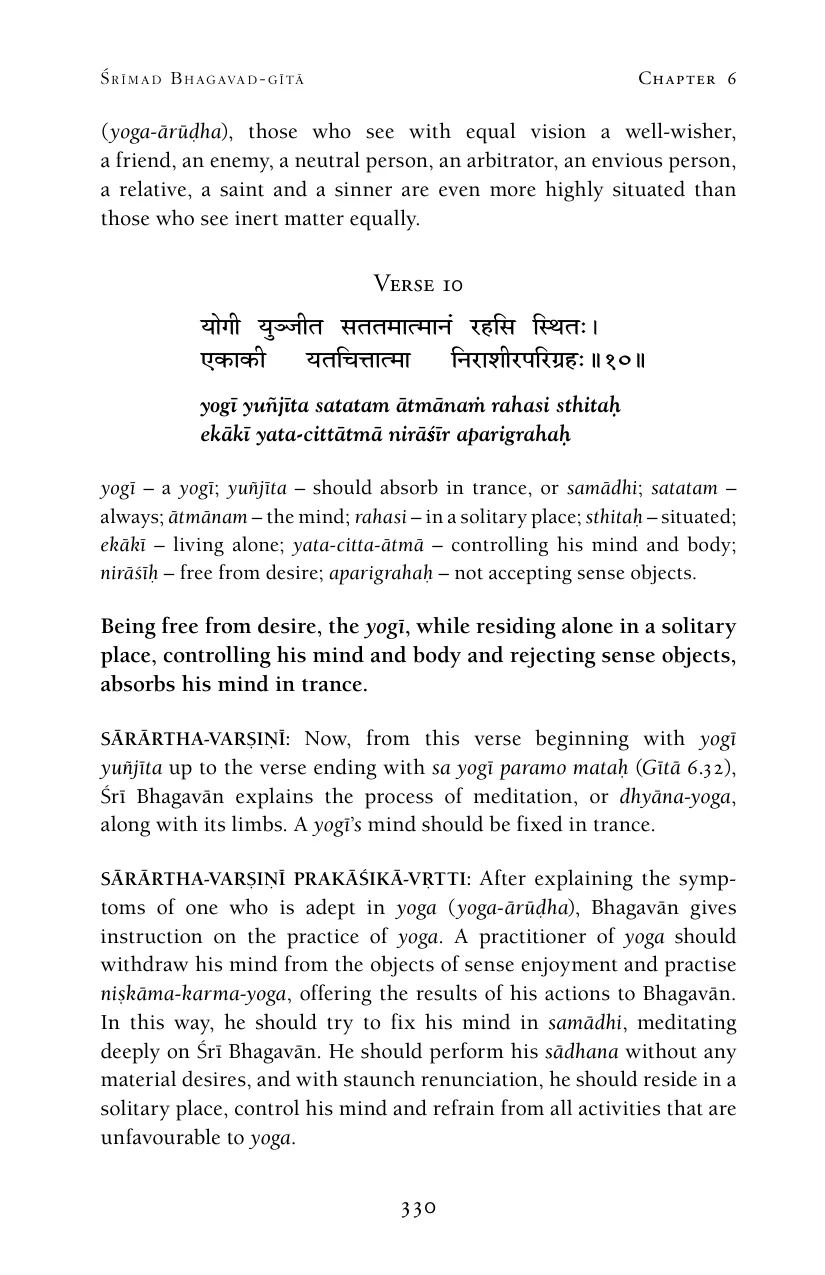 Śrīmad Bhagavad-gītā Chapter 6
(yoga-ārūḍha), those who see with equal vision a well-wisher,
a friend, an enemy, a neutral person, an arbitrator, an envious person,
a relative, a saint and a sinner are even more highly situated than
those who see inert matter equally.
Verse 10
योगी युञ्जीत सततमात्मानं रहसि स्थितः।
एकाकी यतचित्तात्मा निराशीरपरिग्रहः॥१०॥
yogī yuñjīta satatam ātmānaṁ rahasi sthitaḥ
ekākī yata-cittātmā nirāśīr aparigrahaḥ
yogī – a yogī; yuñjīta – should absorb in trance, or samādhi; satatam –
always; ātmānam – the mind; rahasi – in a solitary place; sthitaḥ – situated;
ekākī – living alone; yata-citta-ātmā – controlling his mind and body;
nirāśīḥ – free from desire; aparigrahaḥ – not accepting sense objects.
Being free from desire, the yogī, while residing alone in a solitary
place, controlling his mind and body and rejecting sense objects,
absorbs his mind in trance.
SĀRĀRTHA-VARṢIṆĪ: Now, from this verse beginning with yogī
yuñjīta up to the verse ending with sa yogī paramo mataḥ (Gītā 6.32),
Śrī Bhagavān explains the process of meditation, or dhyāna-yoga,
along with its limbs. A yogī's mind should be fixed in trance.
SĀRĀRTHA-VARṢIṆĪ PRAKĀŚIKĀ-VṚTTI: After explaining the symp-
toms of one who is adept in yoga (yoga-ārūḍha), Bhagavān gives
instruction on the practice of yoga. A practitioner of yoga should
withdraw his mind from the objects of sense enjoyment and practise
niṣkāma-karma-yoga, offering the results of his actions to Bhagavān.
In this way, he should try to fix his mind in samādhi, meditating
deeply on Śrī Bhagavān. He should perform his sādhana without any
material desires, and with staunch renunciation, he should reside in a
solitary place, control his mind and refrain from all activities that are
unfavourable to yoga.
330